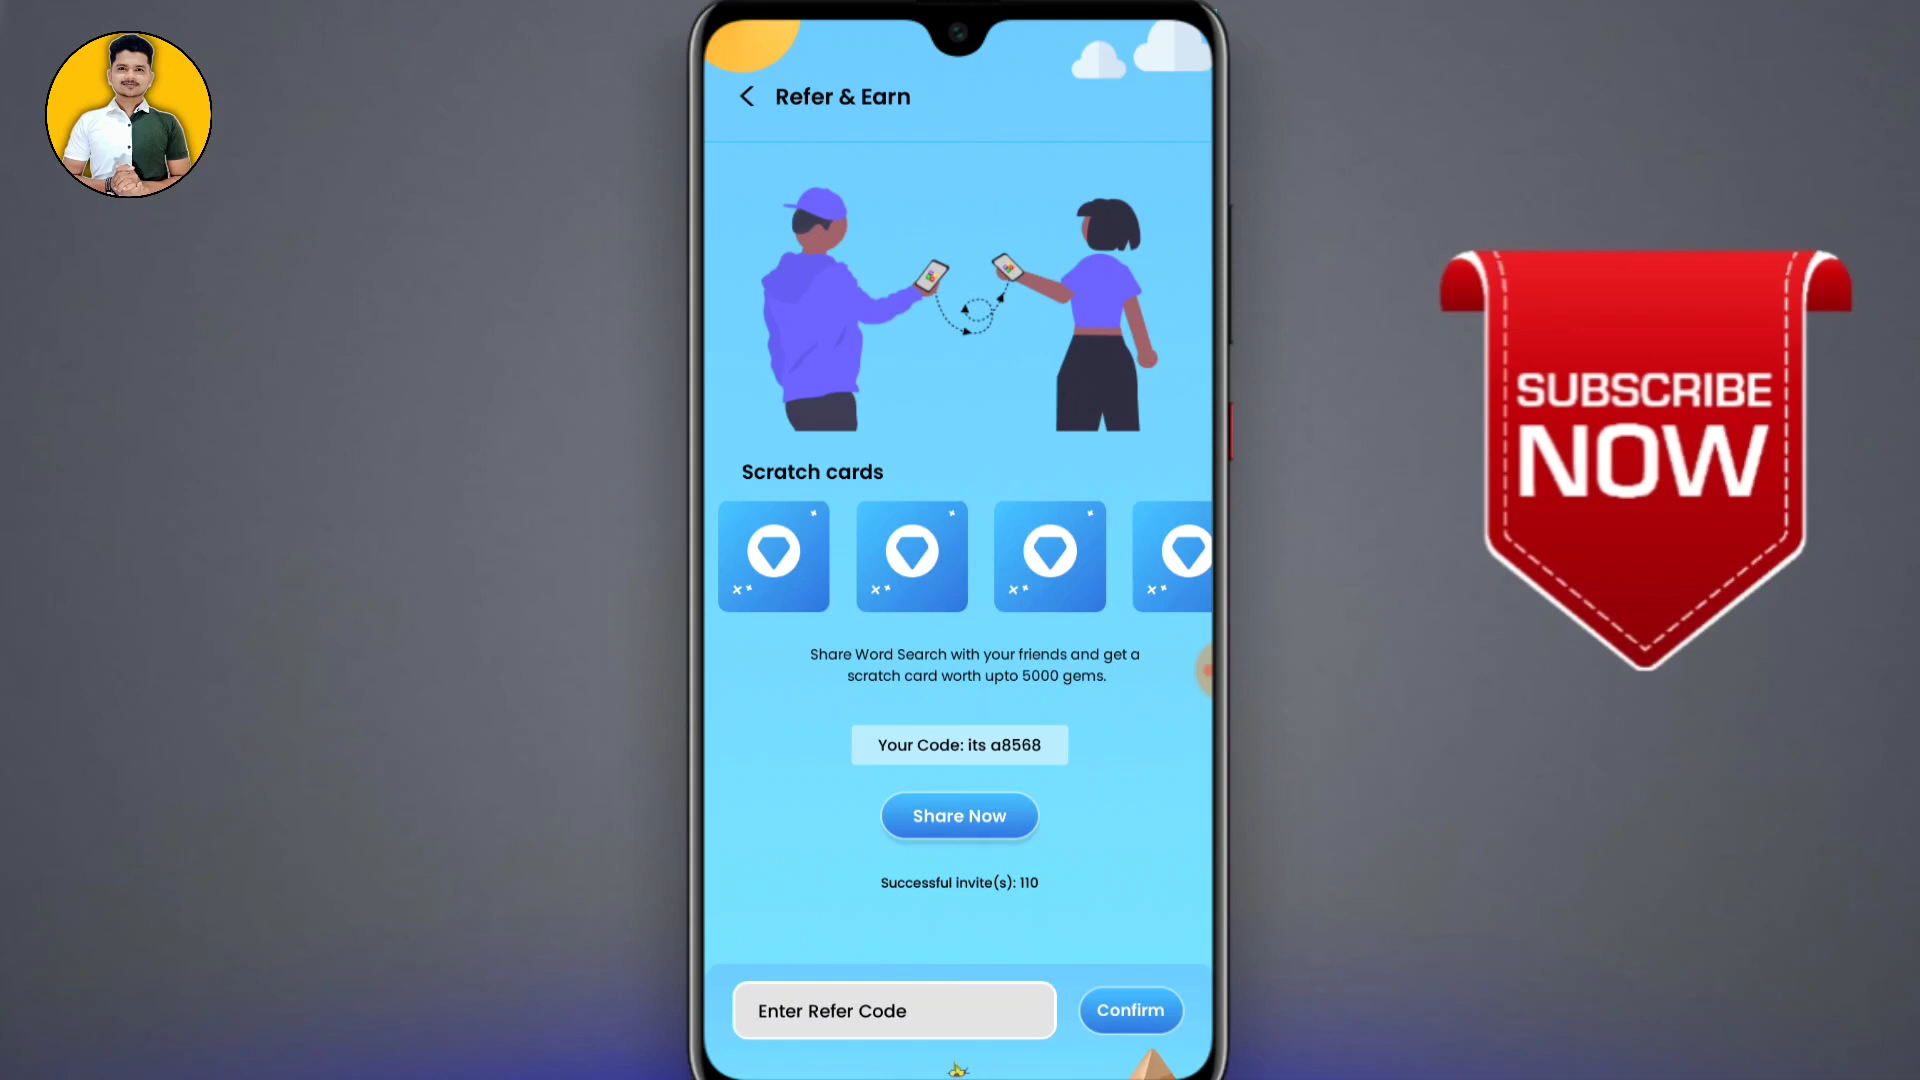 Refer & Earn
Scratch cards
Share Word Search with your friends and get a
scratch card worth upto 5000 gems.
Your Code: its a8568
Share Now
Successful invite(s): 110
Enter Refer Code
Confirm
SUBSCRIBE
NOW